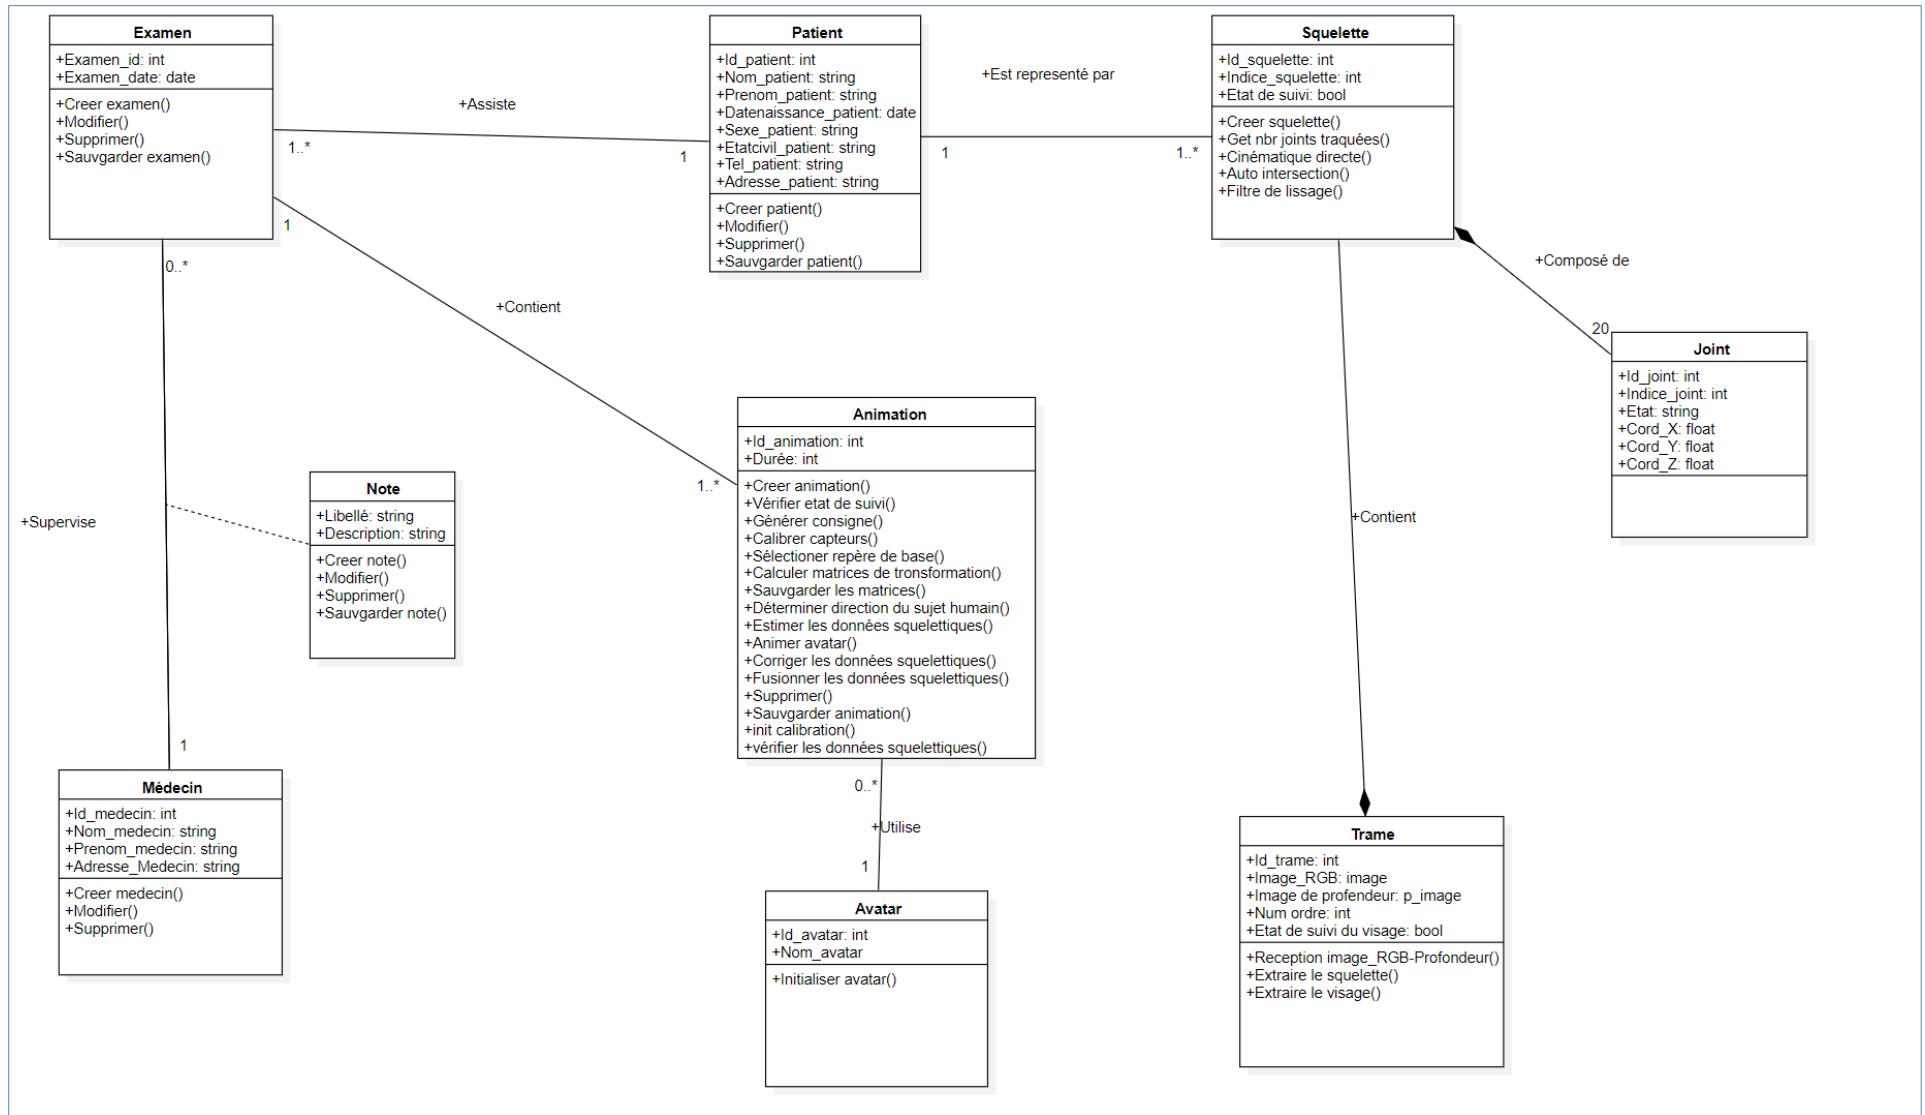 Examen
+Examen_id: int
+Examen_date: date
+Creer examen()
+Modifier()
+Supprimer()
+Sauvgarder examen()
+Assiste
1..*
1
Patient
+Id_patient: int
+Nom_patient: string
+Prenom_patient: string
+Datenaissance_patient: date
+Sexe_patient: string
+Etatcivil_patient: string
+Tel_patient: string
+Adresse_patient: string
+Creer patient()
+Modifier()
+Supprimer()
+Sauvgarder patient()
+Est representé par
1
1..*
Squelette
+Id_squelette: int
+Indice_squelette: int
+Etat de suivi: bool
+Creer squelette()
+Get nbr joints traquées()
+Cinématique directe()
+Auto intersection()
+Filtre de lissage()
+Composé de
20
Joint
+Id_joint: int
+Indice_joint: int
+Etat: string
+Cord_X: float
+Cord_Y: float
+Cord_Z: float
1
+Contient
1..*
0..*
+Supervise
1
Note
+Libellé: string
+Description: string
+Creer note()
+Modifier()
+Supprimer()
+Sauvgarder note()
Animation
+Id_animation: int
+Durée: int
+Creer animation()
+Vérifier etat de suivi()
+Générer consigne()
+Calibrer capteurs()
+Sélectioner repère de base()
+Calculer matrices de tronsformation()
+Sauvgarder les matrices()
+Déterminer direction du sujet humain()
+Estimer les données squelettiques()
+Animer avatar()
+Corriger les données squelettiques()
+Fusionner les données squelettiques()
+Supprimer()
+Sauvgarder animation()
+init calibration()
+vérifier les données squelettiques()
+Contient
Médecin
+Id_medecin: int
+Nom_medecin: string
+Prenom_medecin: string
+Adresse_Medecin: string
+Creer medecin()
+Modifier()
+Supprimer()
0..*
+Utilise
1
Avatar
+Id_avatar: int
+Nom_avatar
+Initialiser avatar()
Trame
+Id_trame: int
+Image_RGB: image
+Image de profendeur: p_image
+Num ordre: int
+Etat de suivi du visage: bool
+Reception image_RGB-Profondeur()
+Extraire le squelette()
+Extraire le visage()